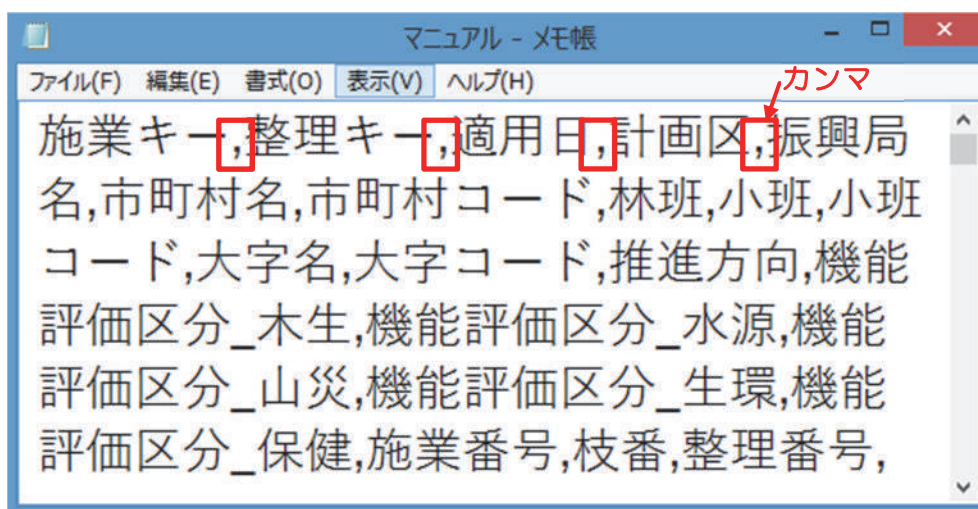 マニュアル - メモ帳
ファイル(F) 編集(E) 書式(O) 表示(V) ヘルプ(H)
カンマ
施業キー,整理キー,適用日,計画区,振興局
名,市町村名,市町村コード,林班,小班,小班
コード,大字名,大字コード,推進方向,機能
評価区分_木生,機能評価区分_水源,機能
評価区分_山災,機能評価区分_生環,機能
評価区分_保健,施業番号,枝番,整理番号,